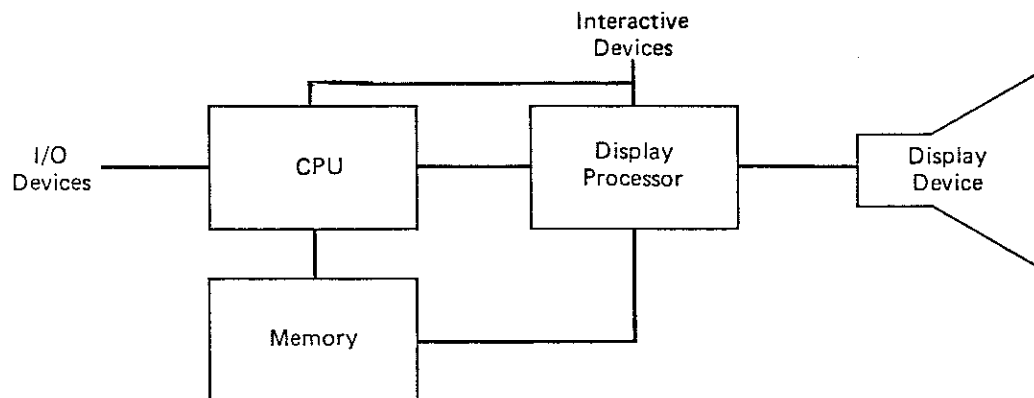 Interactive
Devices
I/O
Devices
CPU
Display
Processor
Display
Device
Memory